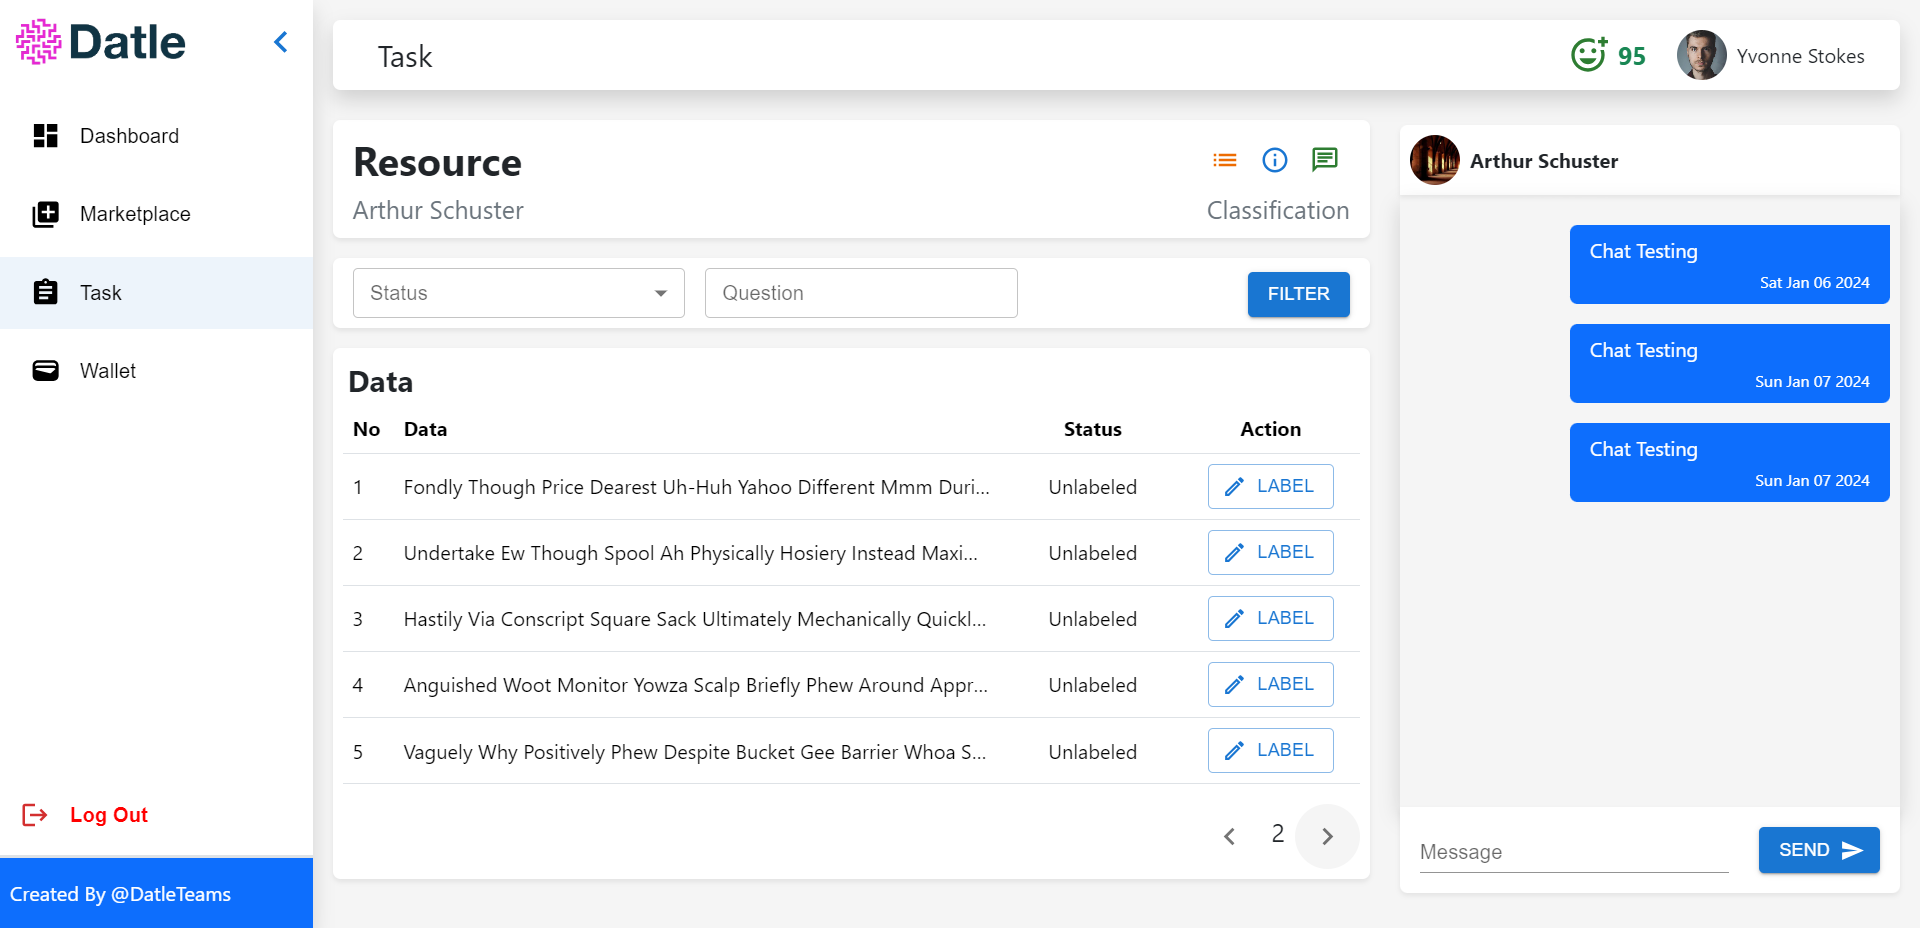 Datle
Dashboard
Marketplace
Task
Wallet
Log Out
Created By @DatleTeams
Task
95
Yvonne Stokes
Resource
Arthur Schuster
Classification
Status
Question
FILTER
Data
No Data Status Action
1 Fondly Though Price Dearest Uh-Huh Yahoo Different Mmm Duri... Unlabeled LABEL
2 Undertake Ew Though Spool Ah Physically Hosiery Instead Maxi... Unlabeled LABEL
3 Hastily Via Conscript Square Sack Ultimately Mechanically Quickl... Unlabeled LABEL
4 Anguished Woot Monitor Yowza Scalp Briefly Phew Around Appr... Unlabeled LABEL
5 Vaguely Why Positively Phew Despite Bucket Gee Barrier Whoa S... Unlabeled LABEL
2
Arthur Schuster
Chat Testing
Sat Jan 06 2024
Chat Testing
Sun Jan 07 2024
Chat Testing
Sun Jan 07 2024
Message
SEND